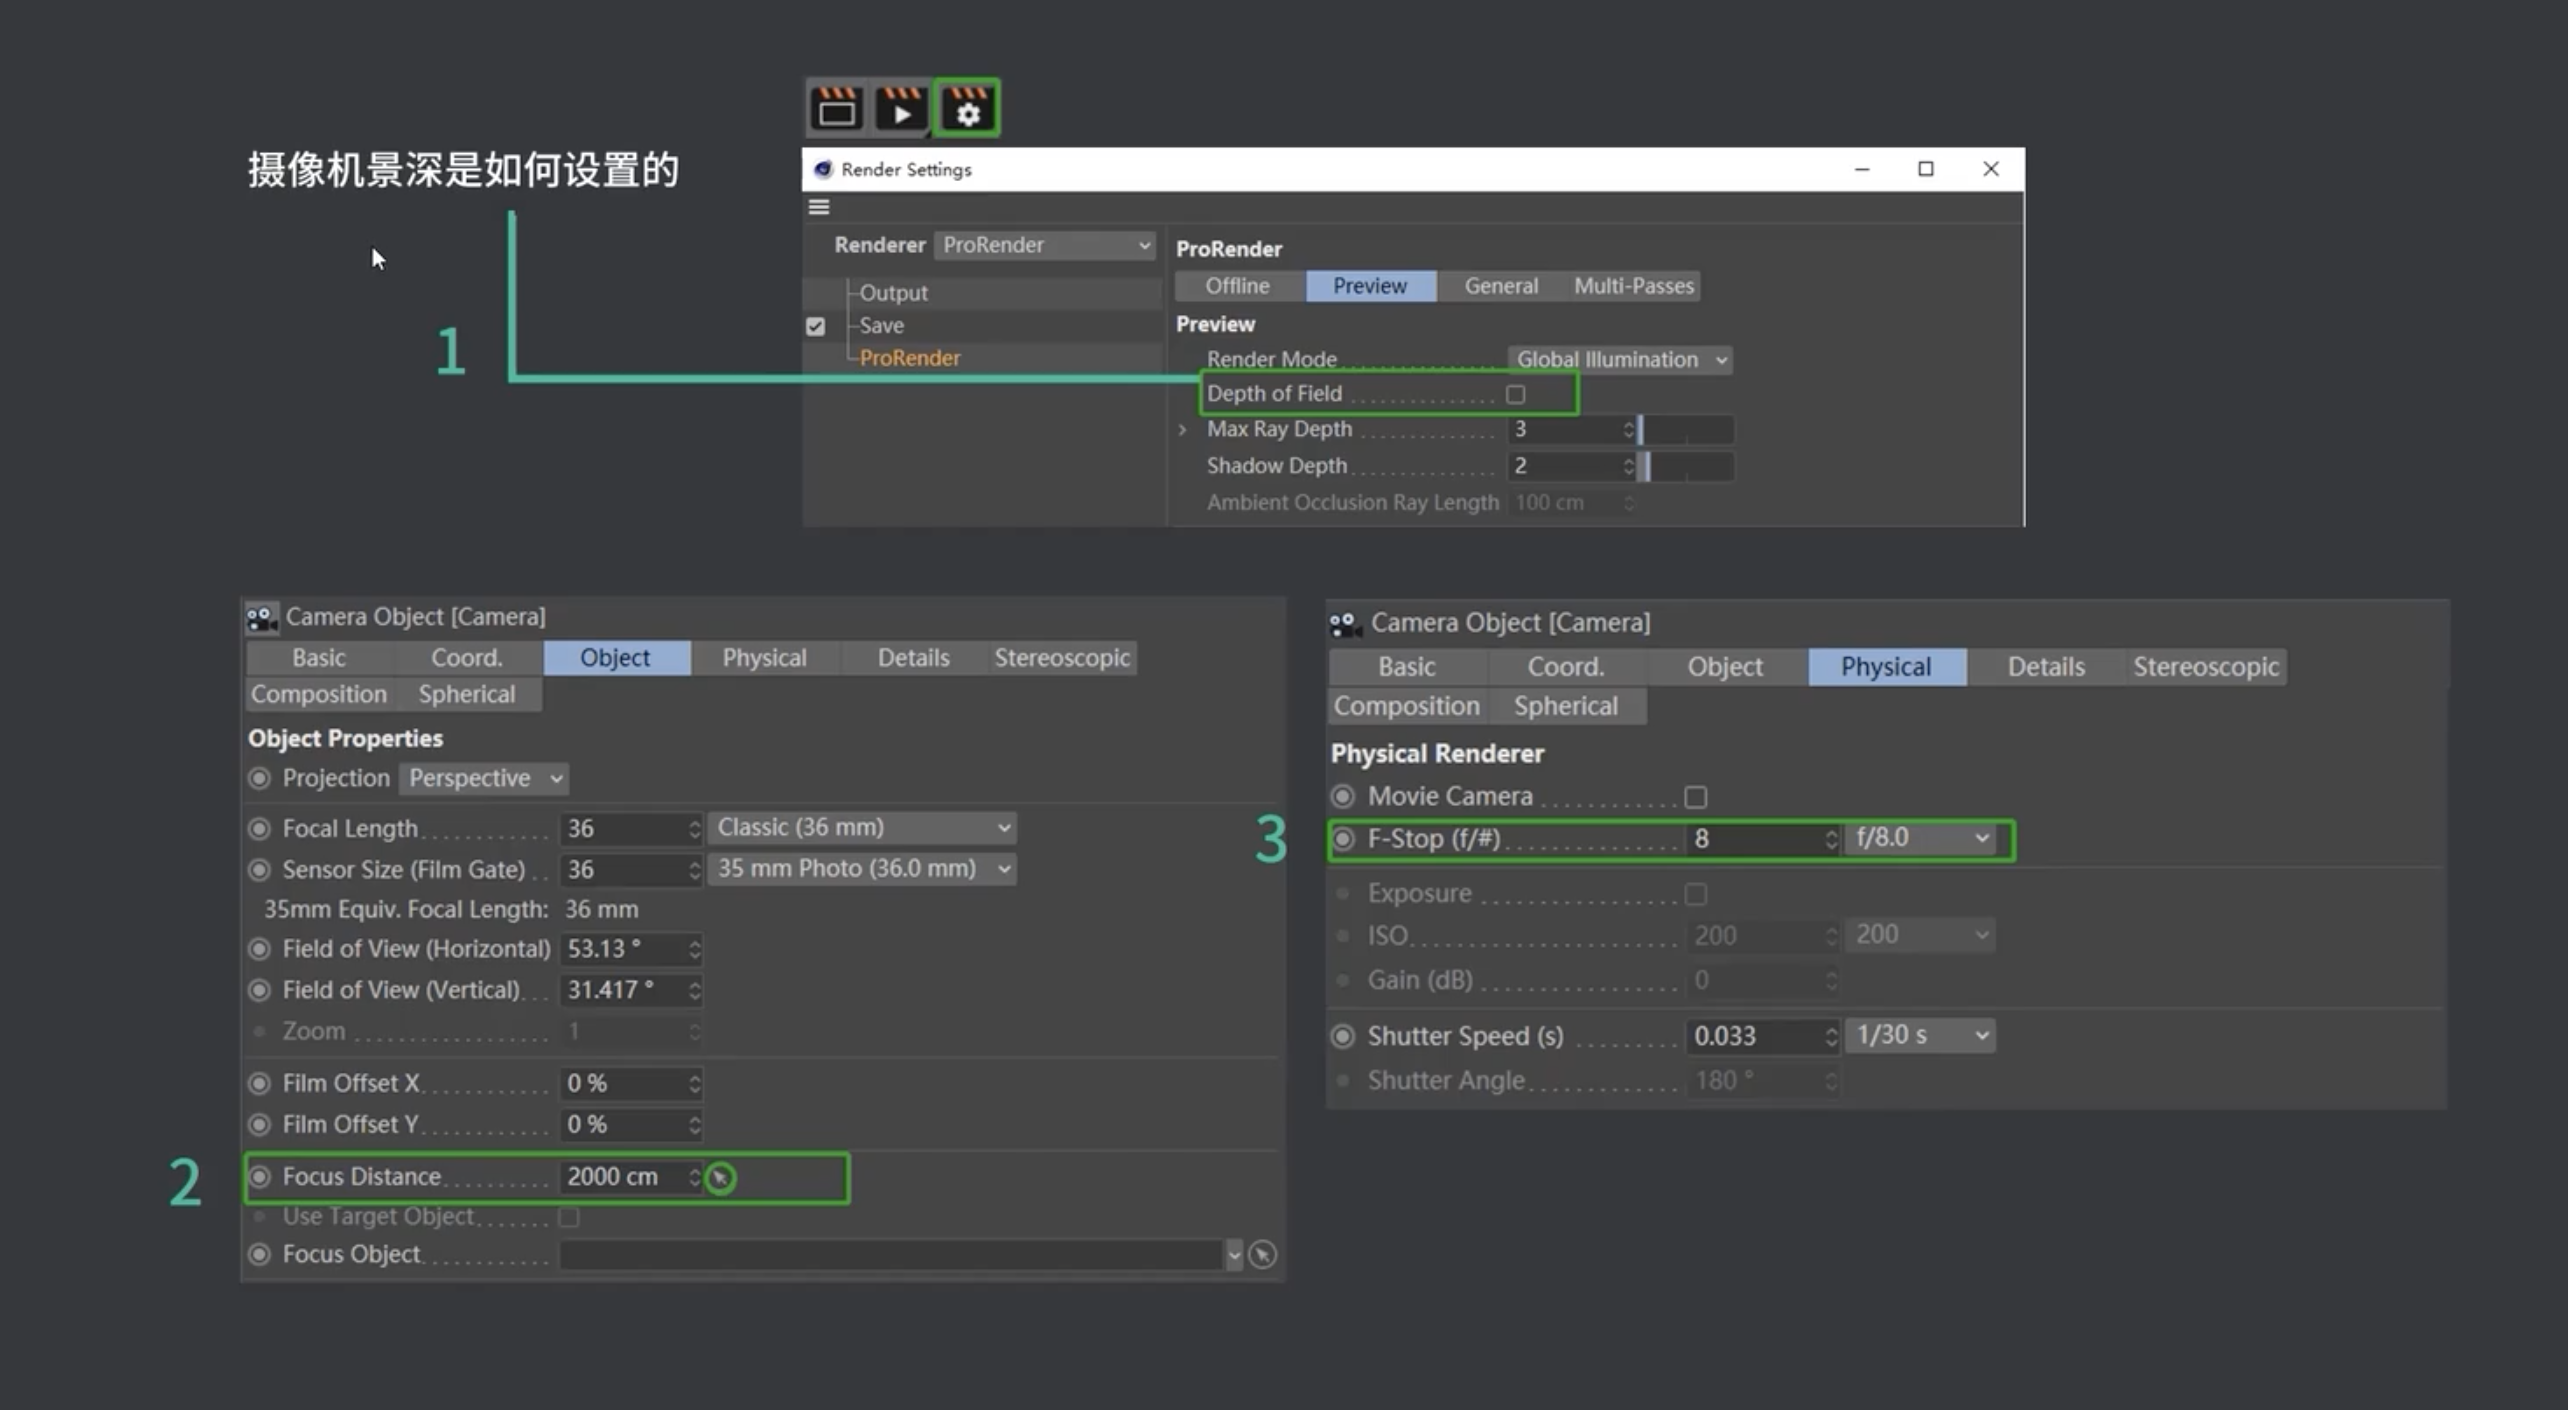 摄像机景深是如何设置的
1
Render Settings
Renderer ProRender
Output
Save
ProRender
ProRender
Offline Preview General Multi-Passes
Preview
Render Mode Global Illumination
Depth of Field
Max Ray Depth 3
Shadow Depth 2
Ambient Occlusion Ray Length 100 cm
Camera Object [Camera]
Basic Coord. Object Physical Details Stereoscopic
Composition Spherical
Object Properties
Projection Perspective
Focal Length 36 Classic (36 mm)
Sensor Size (Film Gate) 36 35 mm Photo (36.0 mm)
35mm Equiv. Focal Length: 36 mm
Field of View (Horizontal) 53.13 °
Field of View (Vertical) 31.417 °
Zoom 1
Film Offset X 0 %
Film Offset Y 0 %
2
Focus Distance 2000 cm
Use Target Object
Focus Object
Camera Object [Camera]
Basic Coord. Object Physical Details Stereoscopic
Composition Spherical
Physical Renderer
Movie Camera
3
F-Stop (f/#) 8 f/8.0
Exposure
ISO 200 200
Gain (dB) 0
Shutter Speed (s) 0.033 1/30 s
Shutter Angle 180 °